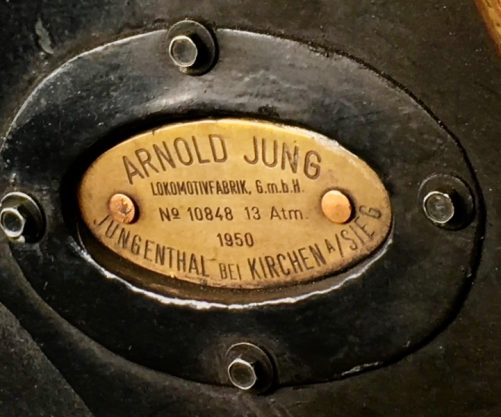 ARNOLD JUNG
LOKOMOTIVFABRIK, G.m.b.H.
Nº 10848 13 Atm.
1950
JUNGENTHAL BEI KIRCHEN A/SIEG